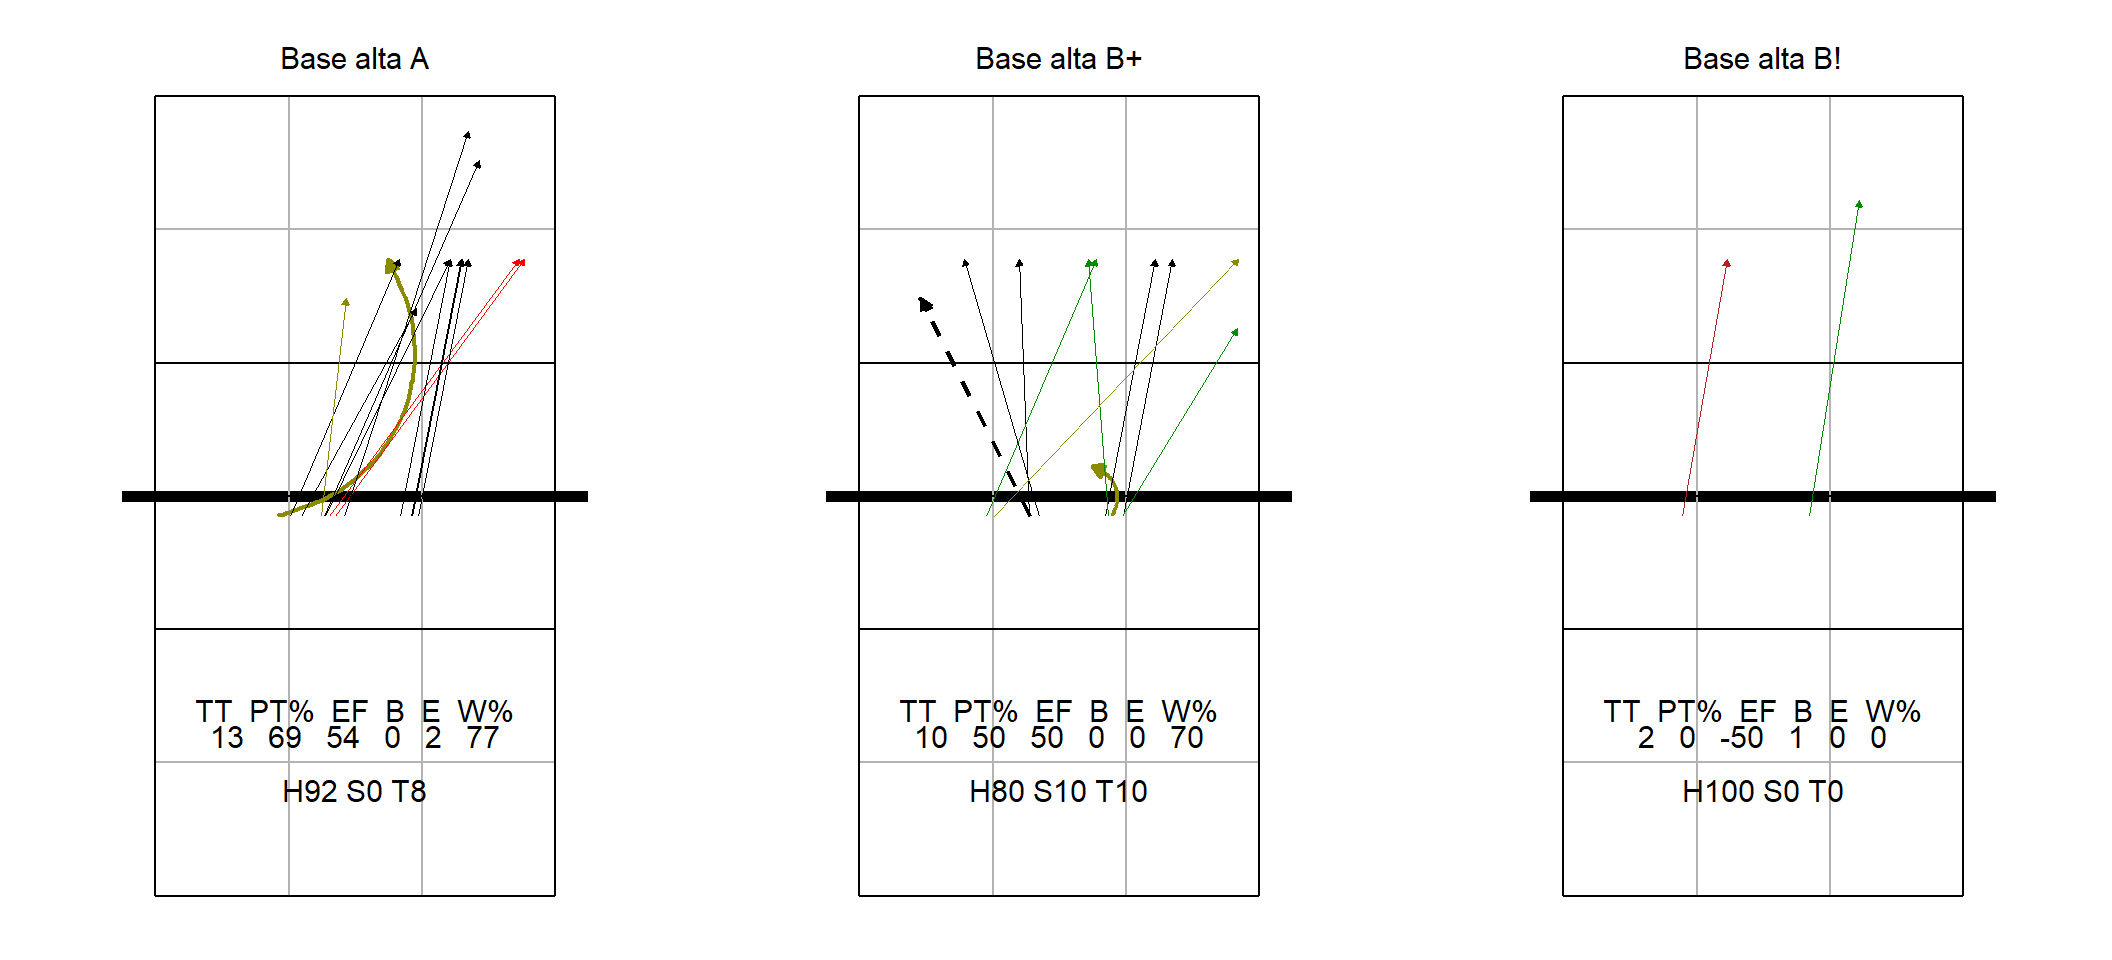 Base alta A
TT PT% EF B E W%
13 69 54 0 2 77
H92 S0 T8
Base alta B+
TT PT% EF B E W%
10 50 50 0 0 70
H80 S10 T10
Base alta B!
TT PT% EF B E W%
2 0 -50 1 0 0
H100 S0 T0